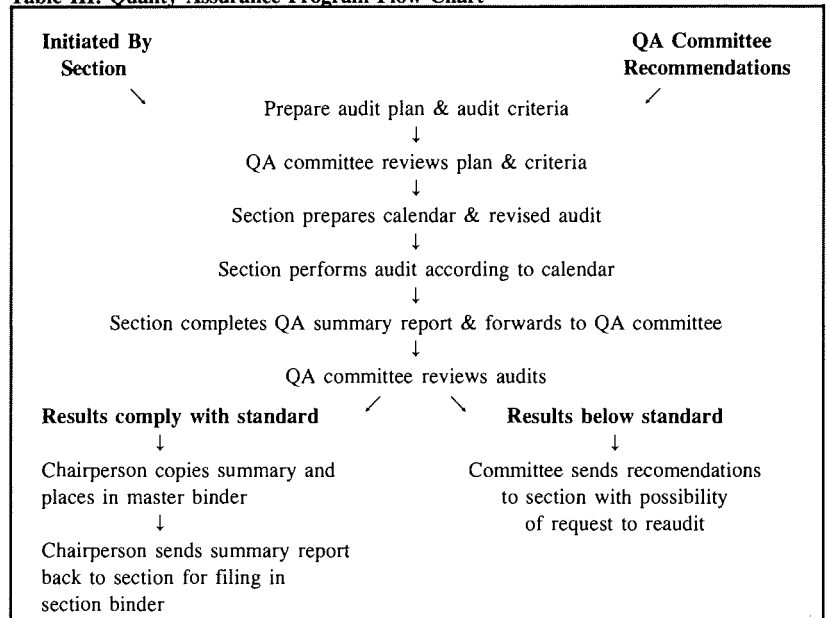 Table III. Quality Assurance Program Flow Chart
Initiated By
Section
QA Committee
Recommendations
Prepare audit plan & audit criteria
↓
QA committee reviews plan & criteria
↓
Section prepares calendar & revised audit
↓
Section performs audit according to calendar
↓
Section completes QA summary report & forwards to QA committee
↓
QA committee reviews audits
Results comply with standard
↓
Chairperson copies summary and
places in master binder
↓
Chairperson sends summary report
back to section for filing in
section binder
Results below standard
↓
Committee sends recomendations
to section with possibility
of request to reaudit